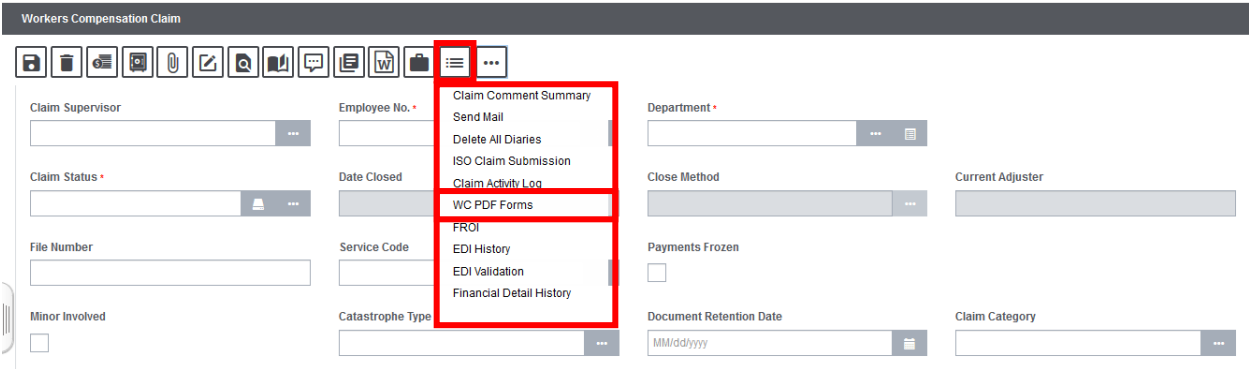 Workers Compensation Claim
Claim Supervisor
Employee No. *
Department *
Claim Comment Summary
Send Mail
Delete All Diaries
ISO Claim Submission
Claim Activity Log
WC PDF Forms
FROI
EDI History
EDI Validation
Financial Detail History
Claim Status *
Date Closed
Close Method
Current Adjuster
File Number
Service Code
Payments Frozen
Minor Involved
Catastrophe Type
Document Retention Date
Claim Category
MM/dd/yyyy